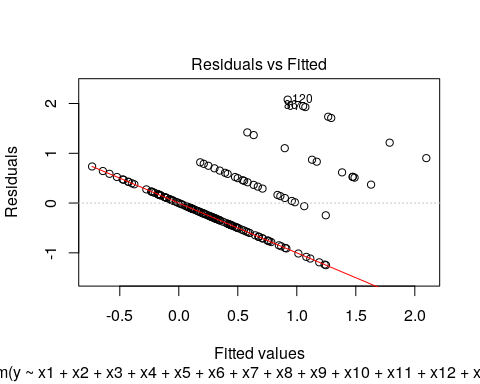 Residuals vs Fitted
120
Residuals
2
1
0
-1
-0.5 0.0 0.5 1.0 1.5 2.0
Fitted values
m(y ~ x1 + x2 + x3 + x4 + x5 + x6 + x7 + x8 + x9 + x10 + x11 + x12 + x